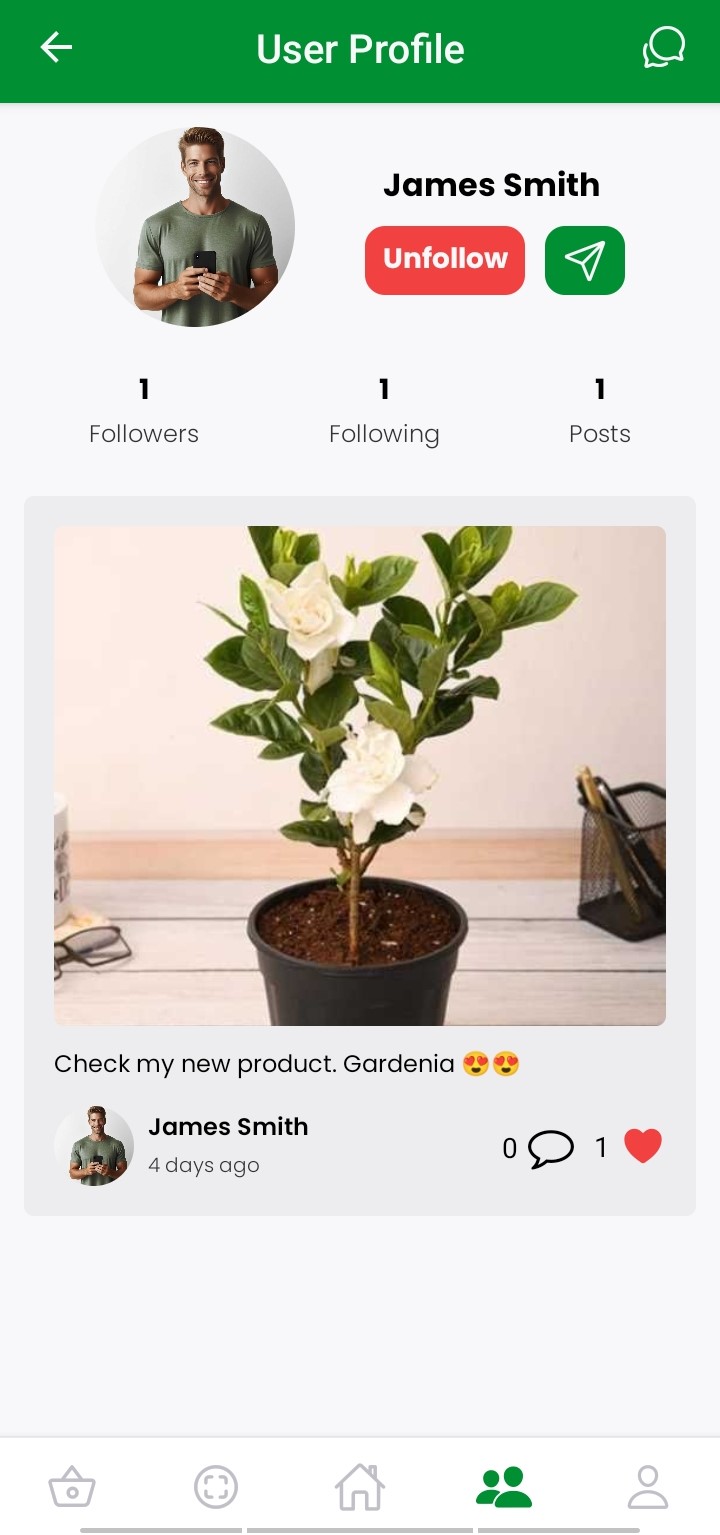 User Profile
James Smith
Unfollow
1 1 1
Followers Following Posts
Check my new product. Gardenia 😍😍
James Smith
4 days ago
0 1